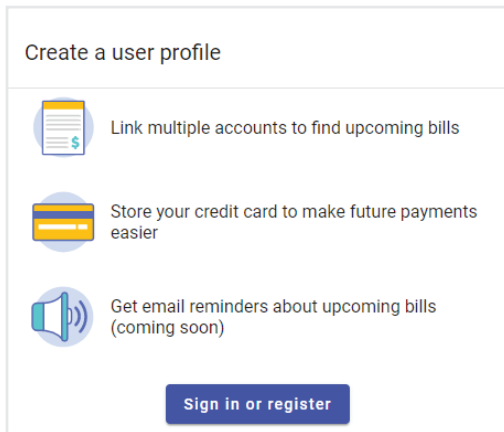 Create a user profile
$
Link multiple accounts to find upcoming bills
Store your credit card to make future payments
easier
Get email reminders about upcoming bills
(coming soon)
Sign in or register